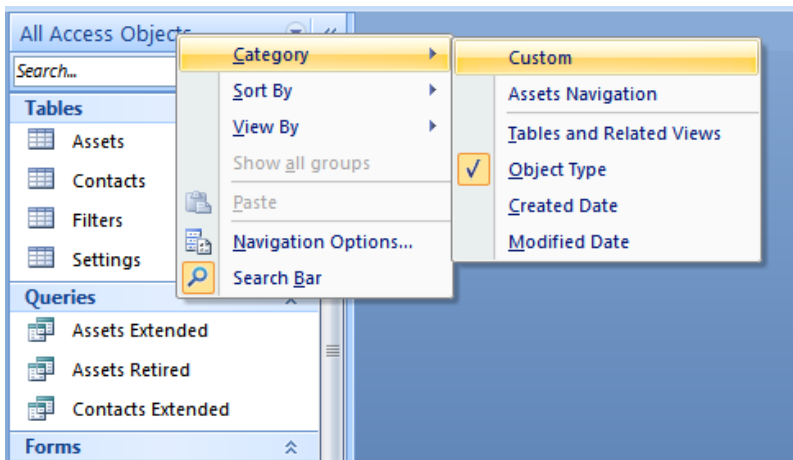 All Access Objects
Search...
Tables
Assets
Contacts
Filters
Settings
Queries
Assets Extended
Assets Retired
Contacts Extended
Forms
Category
Sort By
View By
Show all groups
Paste
Navigation Options...
Search Bar
Custom
Assets Navigation
Tables and Related Views
Object Type
Created Date
Modified Date